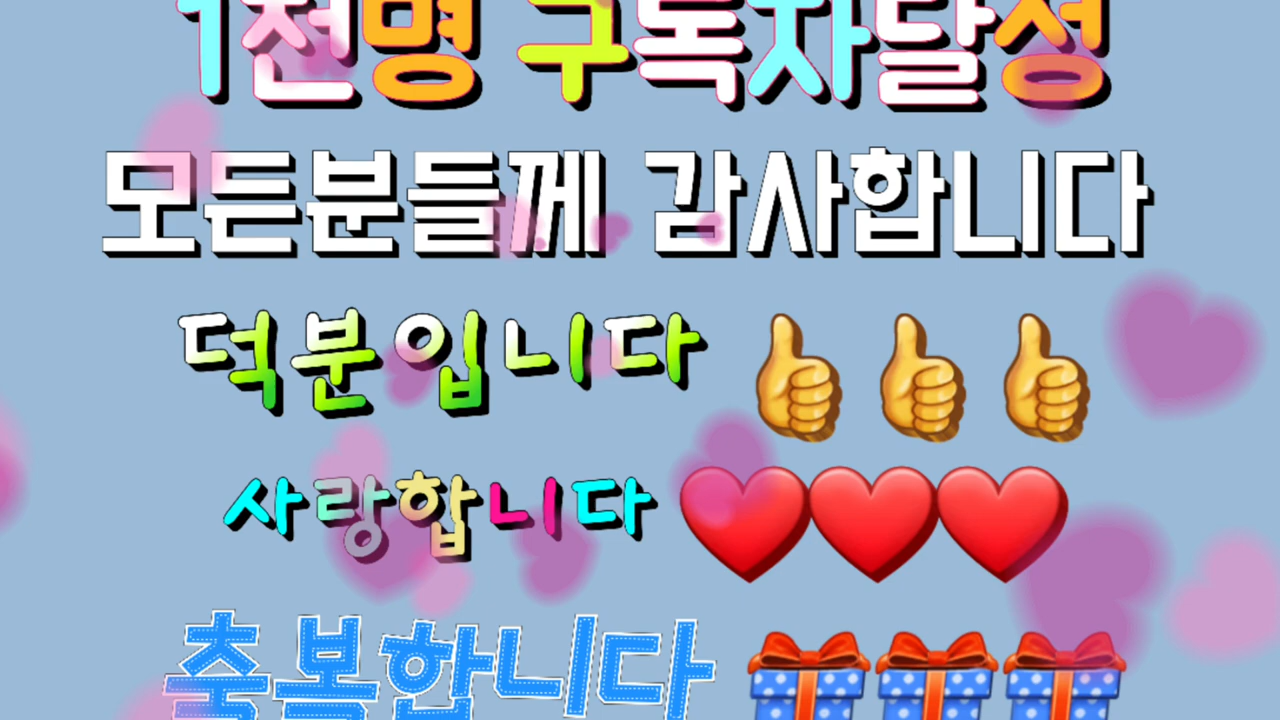 1천명 구독자달성
모든분들께 감사합니다
덕분입니다 👍👍👍
사랑합니다 ❤️❤️❤️
축복합니다 🎁🎁🎁